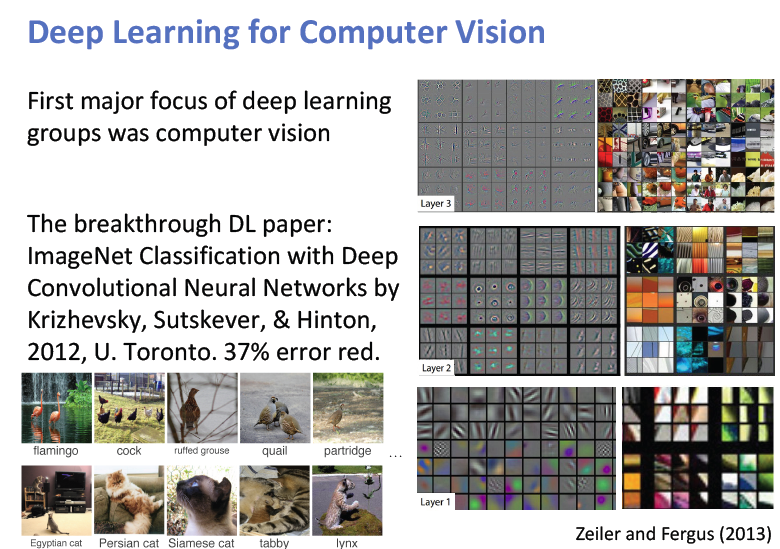 Deep Learning for Computer Vision
First major focus of deep learning
groups was computer vision
The breakthrough DL paper:
ImageNet Classification with Deep
Convolutional Neural Networks by
Krizhevsky, Sutskever, & Hinton,
2012, U. Toronto. 37% error red.
flamingo cock ruffed grouse quail partridge ...
Egyptian cat Persian cat Siamese cat tabby lynx
Layer 3
Layer 2
Layer 1
Zeiler and Fergus (2013)